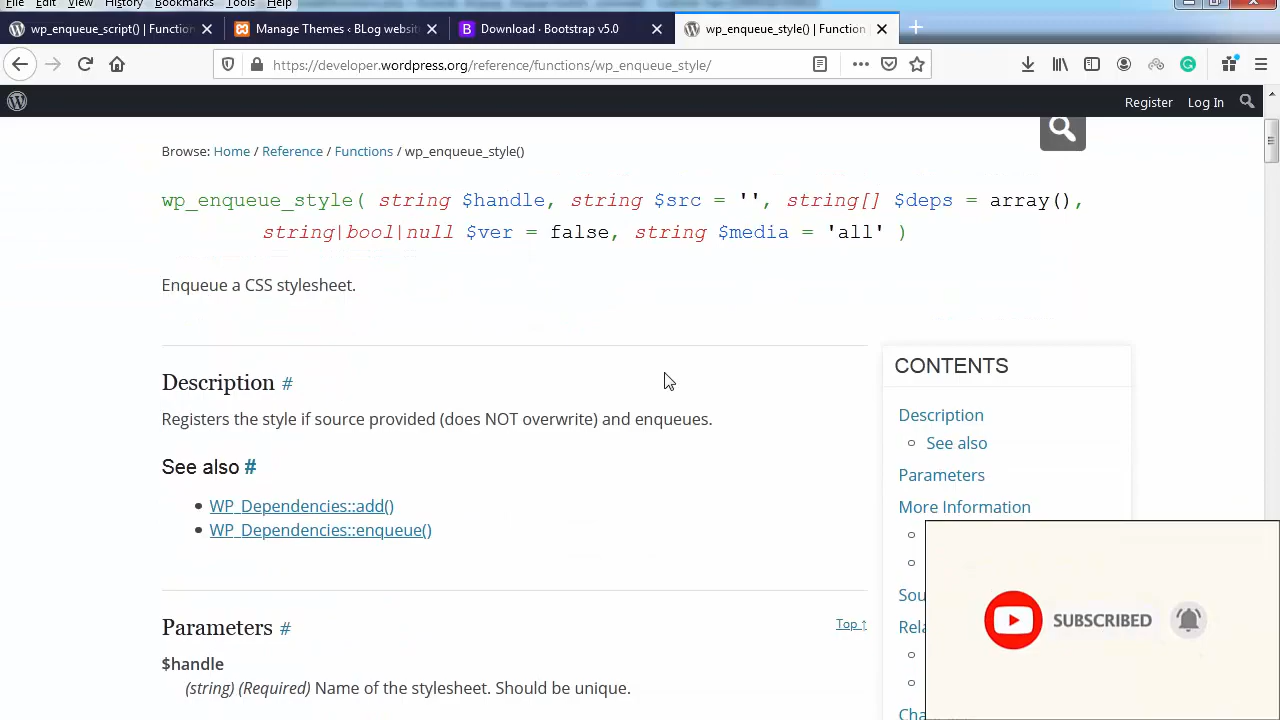 File Edit View History Bookmarks Tools Help
wp_enqueue_script() | Function
Manage Themes ‹ BLog websit
B Download · Bootstrap v5.0
wp_enqueue_style() | Function
https://developer.wordpress.org/reference/functions/wp_enqueue_style/
Register Log In
Browse: Home / Reference / Functions / wp_enqueue_style()
wp_enqueue_style( string $handle, string $src = '', string[] $deps = array(),
string|bool|null $ver = false, string $media = 'all' )
Enqueue a CSS stylesheet.
Description #
Registers the style if source provided (does NOT overwrite) and enqueues.
See also #
WP_Dependencies::add()
WP_Dependencies::enqueue()
Parameters #
Top ↑
$handle
(string) (Required) Name of the stylesheet. Should be unique.
CONTENTS
Description
See also
Parameters
More Information
Sou
Rela
Cha
SUBSCRIBED